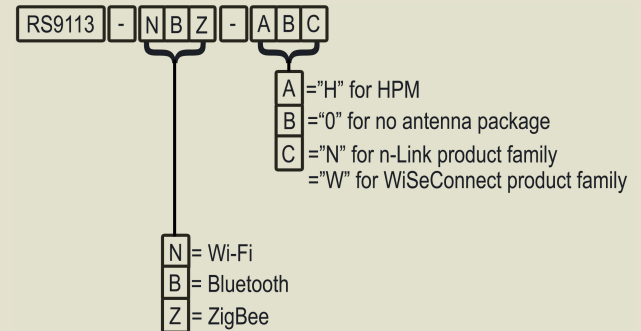 RS9113 - N B Z - A B C
A ="H" for HPM
B ="0" for no antenna package
C ="N" for n-Link product family
="W" for WiSeConnect product family
N = Wi-Fi
B = Bluetooth
Z = ZigBee